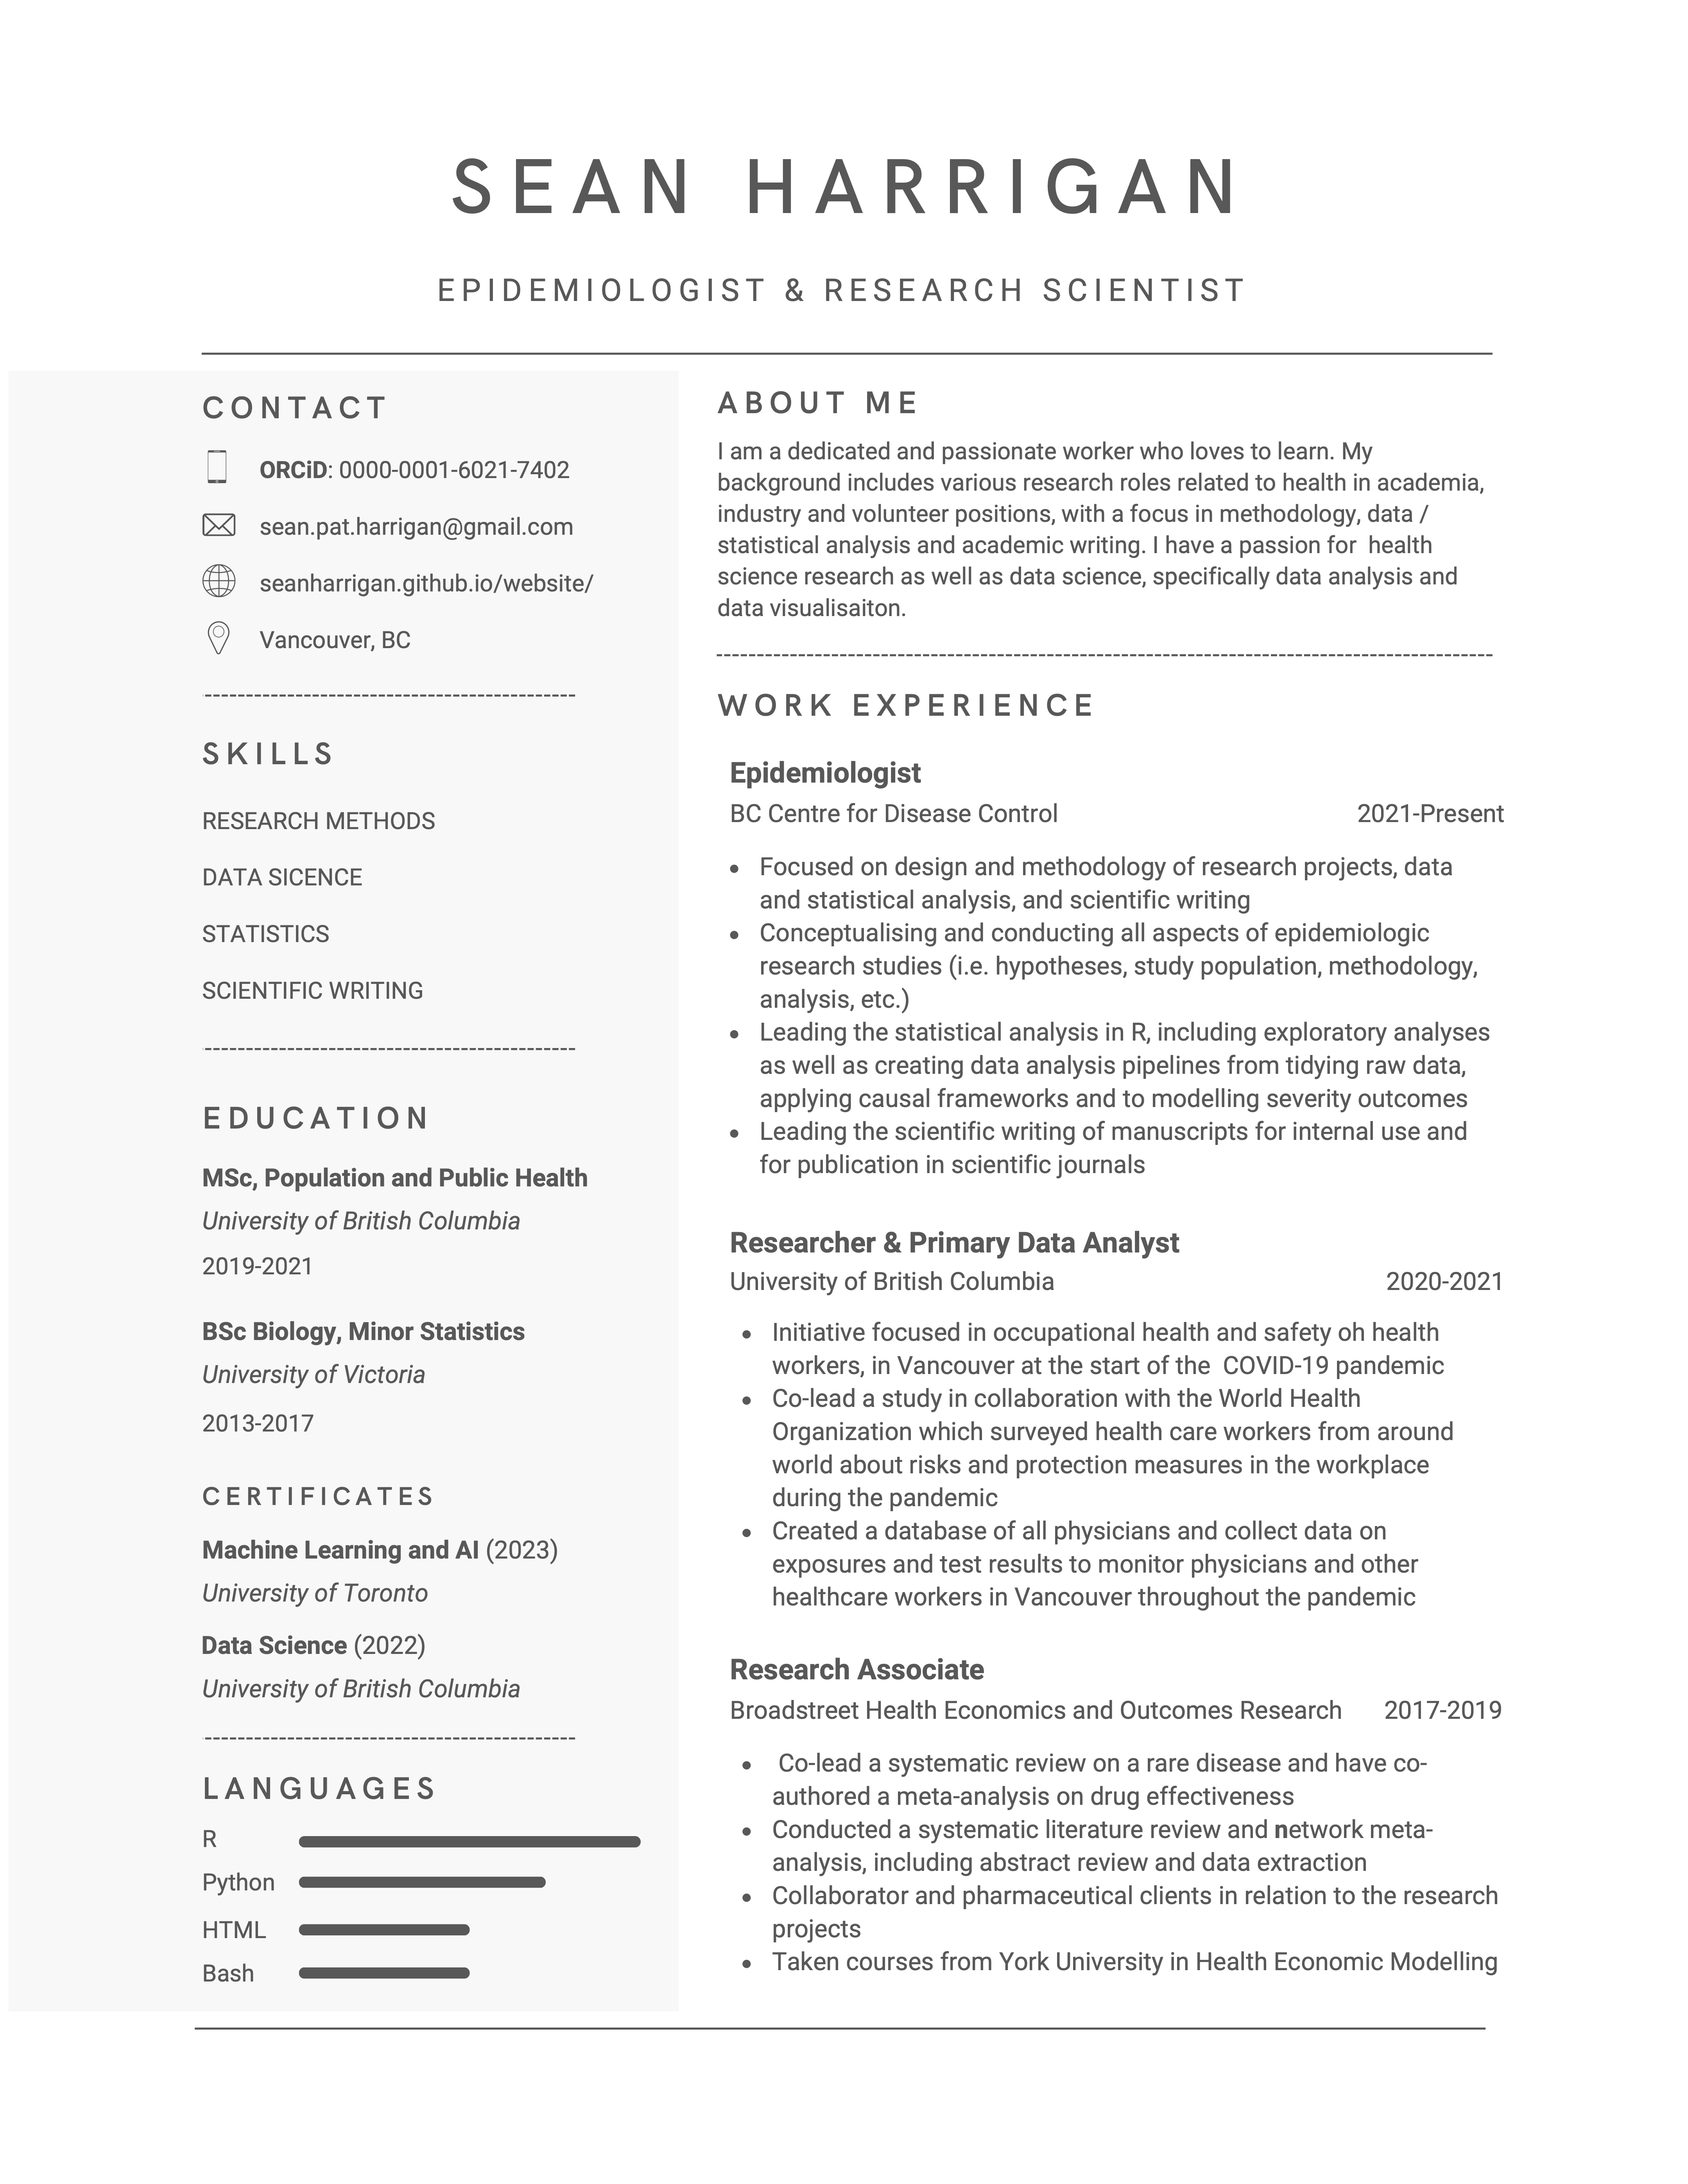 SEAN HARRIGAN
EPIDEMIOLOGIST & RESEARCH SCIENTIST
CONTACT
ORCiD: 0000-0001-6021-7402
sean.pat.harrigan@gmail.com
seanharrigan.github.io/website/
Vancouver, BC
SKILLS
RESEARCH METHODS
DATA SICENCE
STATISTICS
SCIENTIFIC WRITING
EDUCATION
MSc, Population and Public Health
University of British Columbia
2019-2021
BSc Biology, Minor Statistics
University of Victoria
2013-2017
CERTIFICATES
Machine Learning and AI (2023)
University of Toronto
Data Science (2022)
University of British Columbia
LANGUAGES
R
Python
HTML
Bash
ABOUT ME
I am a dedicated and passionate worker who loves to learn. My
background includes various research roles related to health in academia,
industry and volunteer positions, with a focus in methodology, data /
statistical analysis and academic writing. I have a passion for  health
science research as well as data science, specifically data analysis and
data visualisaiton.
WORK EXPERIENCE
Epidemiologist
BC Centre for Disease Control 2021-Present
• Focused on design and methodology of research projects, data
and statistical analysis, and scientific writing
• Conceptualising and conducting all aspects of epidemiologic
research studies (i.e. hypotheses, study population, methodology,
analysis, etc.)
• Leading the statistical analysis in R, including exploratory analyses
as well as creating data analysis pipelines from tidying raw data,
applying causal frameworks and to modelling severity outcomes
• Leading the scientific writing of manuscripts for internal use and
for publication in scientific journals
Researcher & Primary Data Analyst
University of British Columbia 2020-2021
• Initiative focused in occupational health and safety oh health
workers, in Vancouver at the start of the  COVID-19 pandemic
• Co-lead a study in collaboration with the World Health
Organization which surveyed health care workers from around
world about risks and protection measures in the workplace
during the pandemic
• Created a database of all physicians and collect data on
exposures and test results to monitor physicians and other
healthcare workers in Vancouver throughout the pandemic
Research Associate
Broadstreet Health Economics and Outcomes Research 2017-2019
• Co-lead a systematic review on a rare disease and have co-
authored a meta-analysis on drug effectiveness
• Conducted a systematic literature review and network meta-
analysis, including abstract review and data extraction
• Collaborator and pharmaceutical clients in relation to the research
projects
• Taken courses from York University in Health Economic Modelling